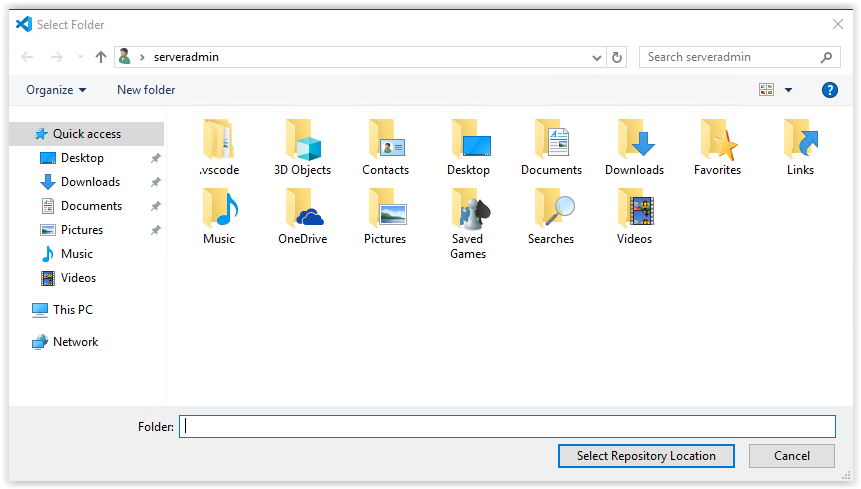 Select Folder
serveradmin
Search serveradmin
Organize
New folder
?
Quick access
Desktop
Downloads
Documents
Pictures
Music
Videos
This PC
Network
.vscode
3D Objects
Contacts
Desktop
Documents
Downloads
Favorites
Links
Music
OneDrive
Pictures
Saved
Games
Searches
Videos
Folder:
Select Repository Location
Cancel